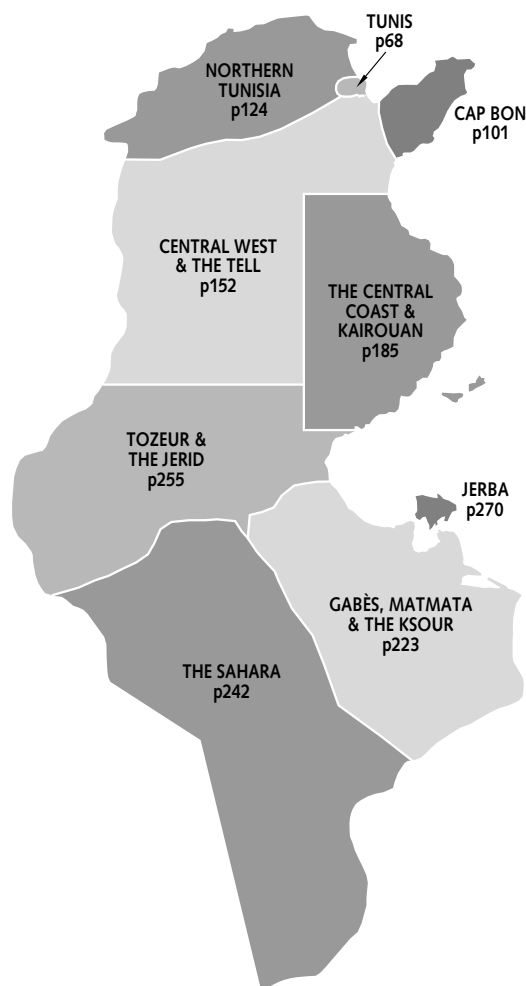 TUNIS
p68
NORTHERN
TUNISIA
p124
CAP BON
p101
CENTRAL WEST
& THE TELL
p152
THE CENTRAL
COAST &
KAIROUAN
p185
TOZEUR &
THE JERID
p255
JERBA
p270
GABÈS, MATMATA
& THE KSOUR
p223
THE SAHARA
p242